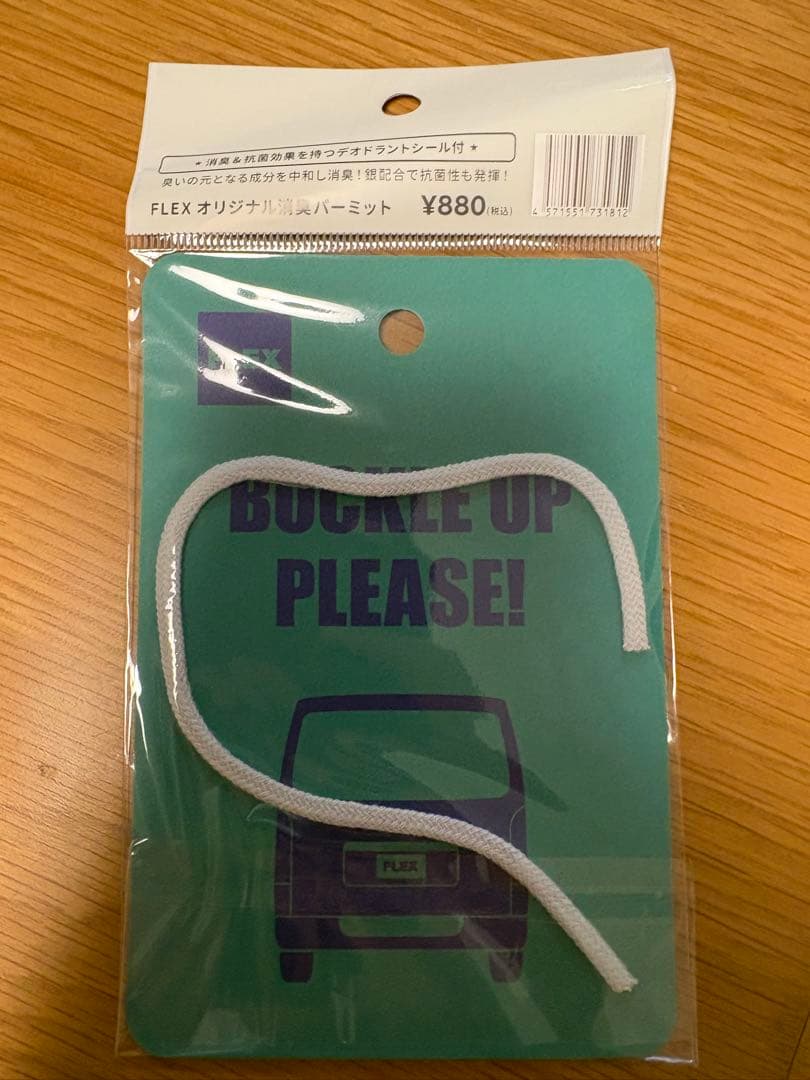 ★ 消臭&抗菌効果を持つデオドラントシール付 ★
臭いの元となる成分を中和し消臭!銀配合で抗菌性も発揮!
FLEX オリジナル消臭パーミット ¥880(税込)
4 571551 731812
FLEX
BUCKLE UP
PLEASE!
FLEX